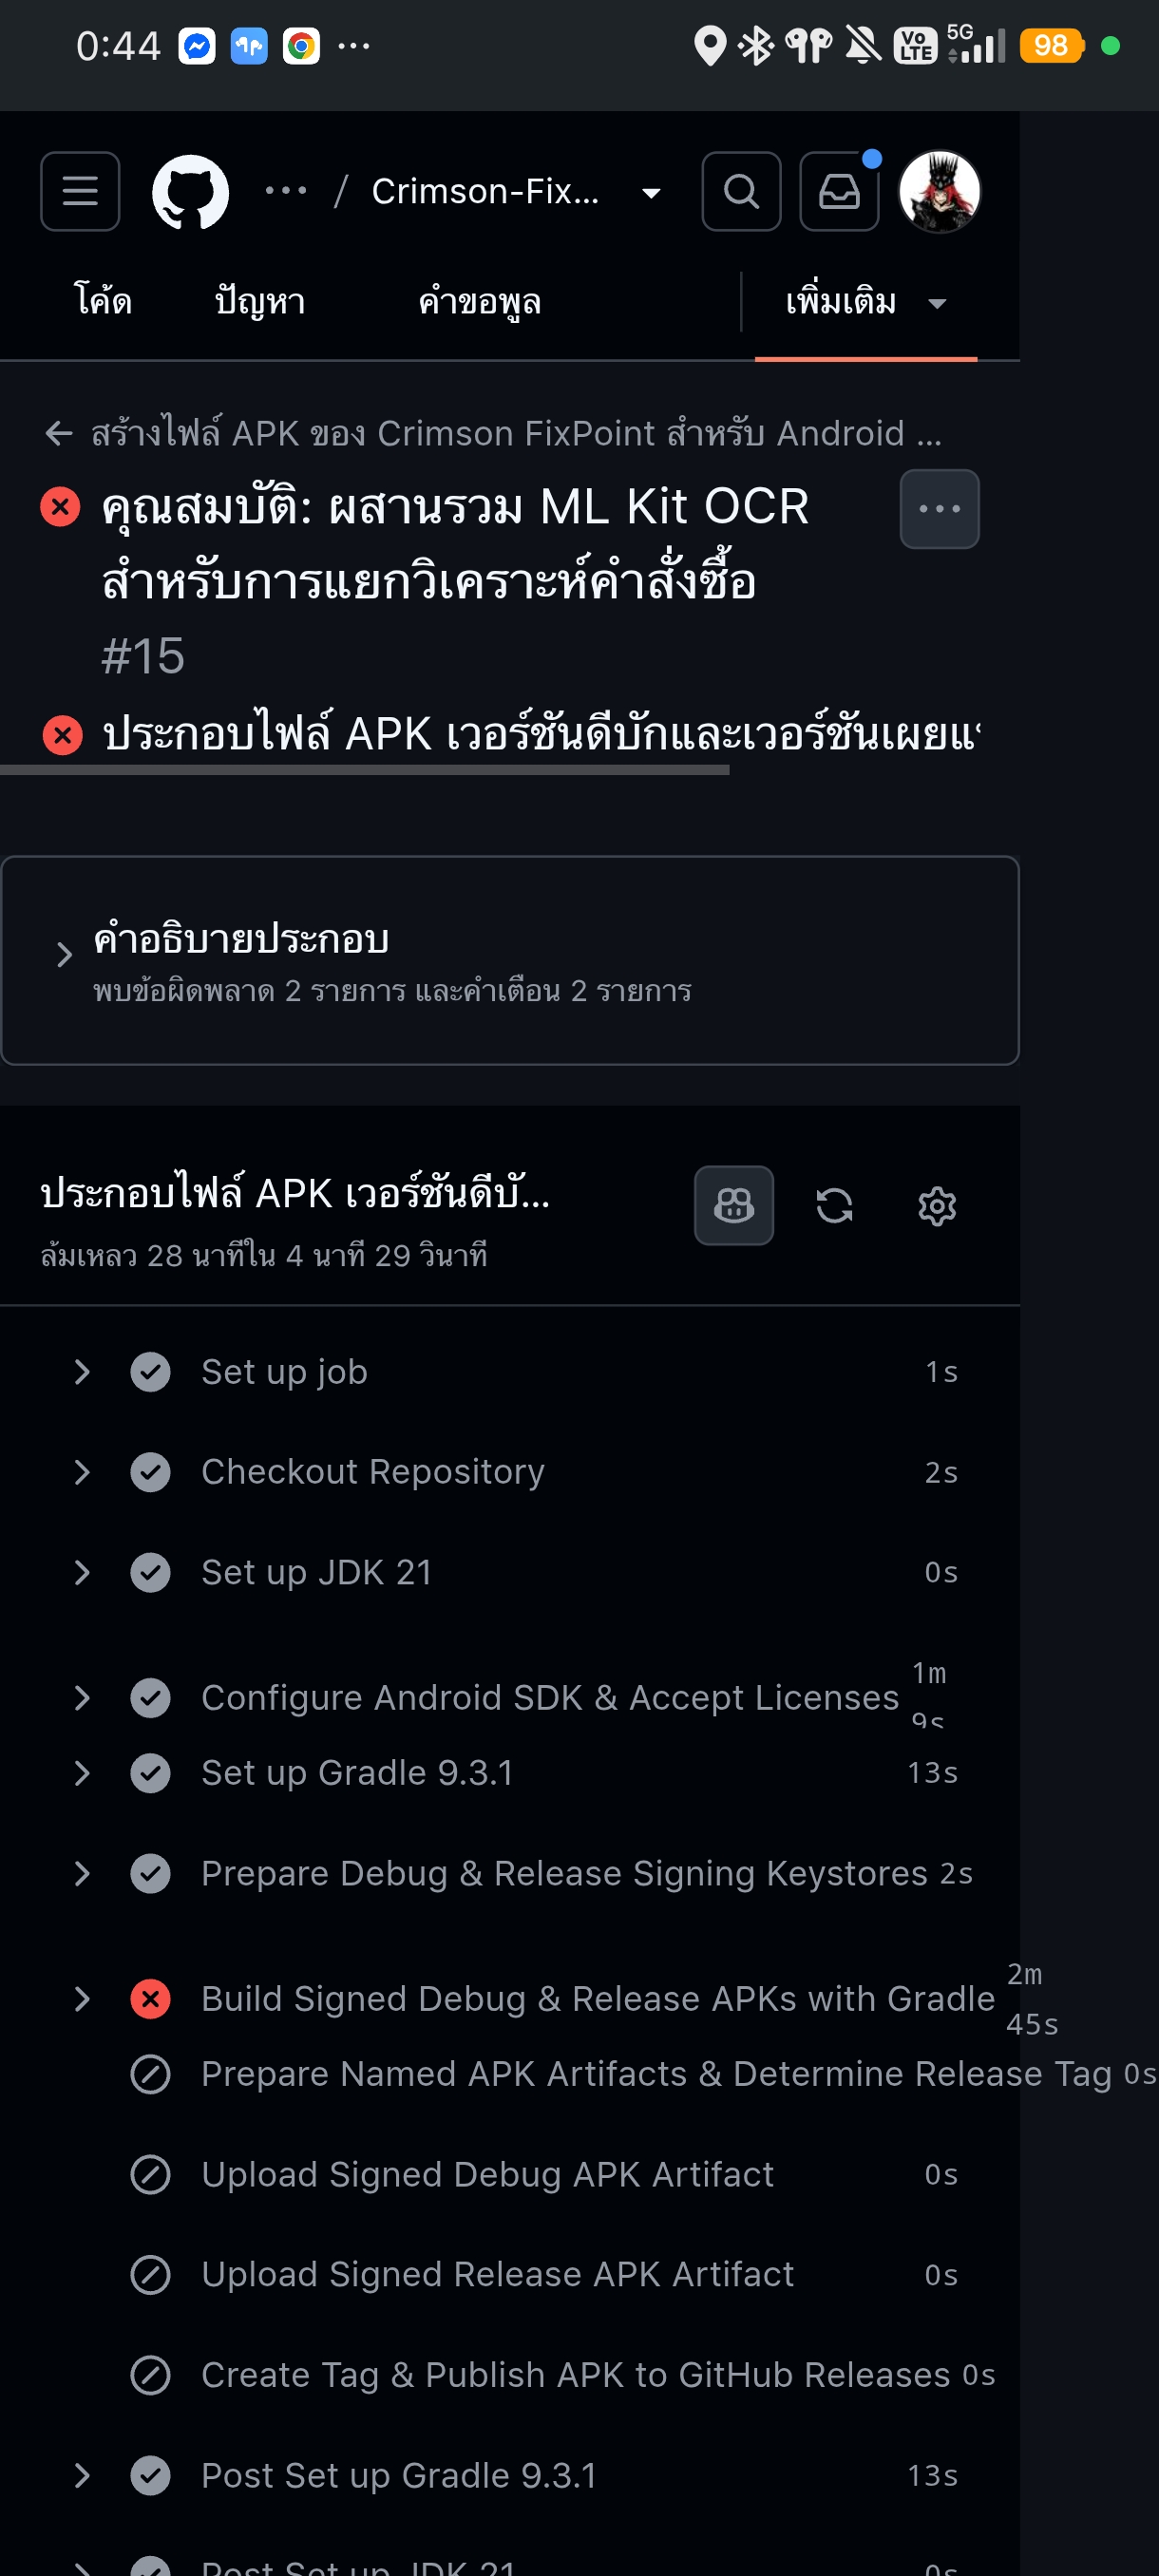 0:44
Vo LTE 5G 98
/ Crimson-Fix...
โค้ด ปัญหา คำขอพูล เพิ่มเติม
สร้างไฟล์ APK ของ Crimson FixPoint สำหรับ Android ...
คุณสมบัติ: ผสานรวม ML Kit OCR
สำหรับการแยกวิเคราะห์คำสั่งซื้อ
#15
ประกอบไฟล์ APK เวอร์ชันดีบักและเวอร์ชันเผยแ
คำอธิบายประกอบ
พบข้อผิดพลาด 2 รายการ และคำเตือน 2 รายการ
ประกอบไฟล์ APK เวอร์ชันดีบั...
ล้มเหลว 28 นาทีใน 4 นาที 29 วินาที
Set up job 1s
Checkout Repository 2s
Set up JDK 21 0s
Configure Android SDK & Accept Licenses 1m 9s
Set up Gradle 9.3.1 13s
Prepare Debug & Release Signing Keystores 2s
Build Signed Debug & Release APKs with Gradle 2m 45s
Prepare Named APK Artifacts & Determine Release Tag 0s
Upload Signed Debug APK Artifact 0s
Upload Signed Release APK Artifact 0s
Create Tag & Publish APK to GitHub Releases 0s
Post Set up Gradle 9.3.1 13s
Post Set up JDK 21 0s